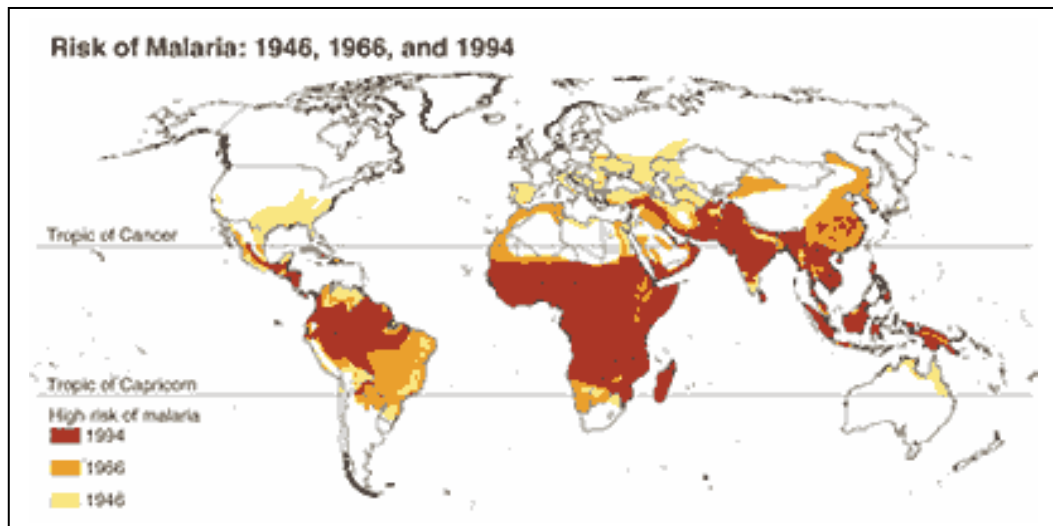 Risk of Malaria: 1946, 1966, and 1994
Tropic of Cancer
Tropic of Capricorn
High risk of malaria
1994
1966
1946